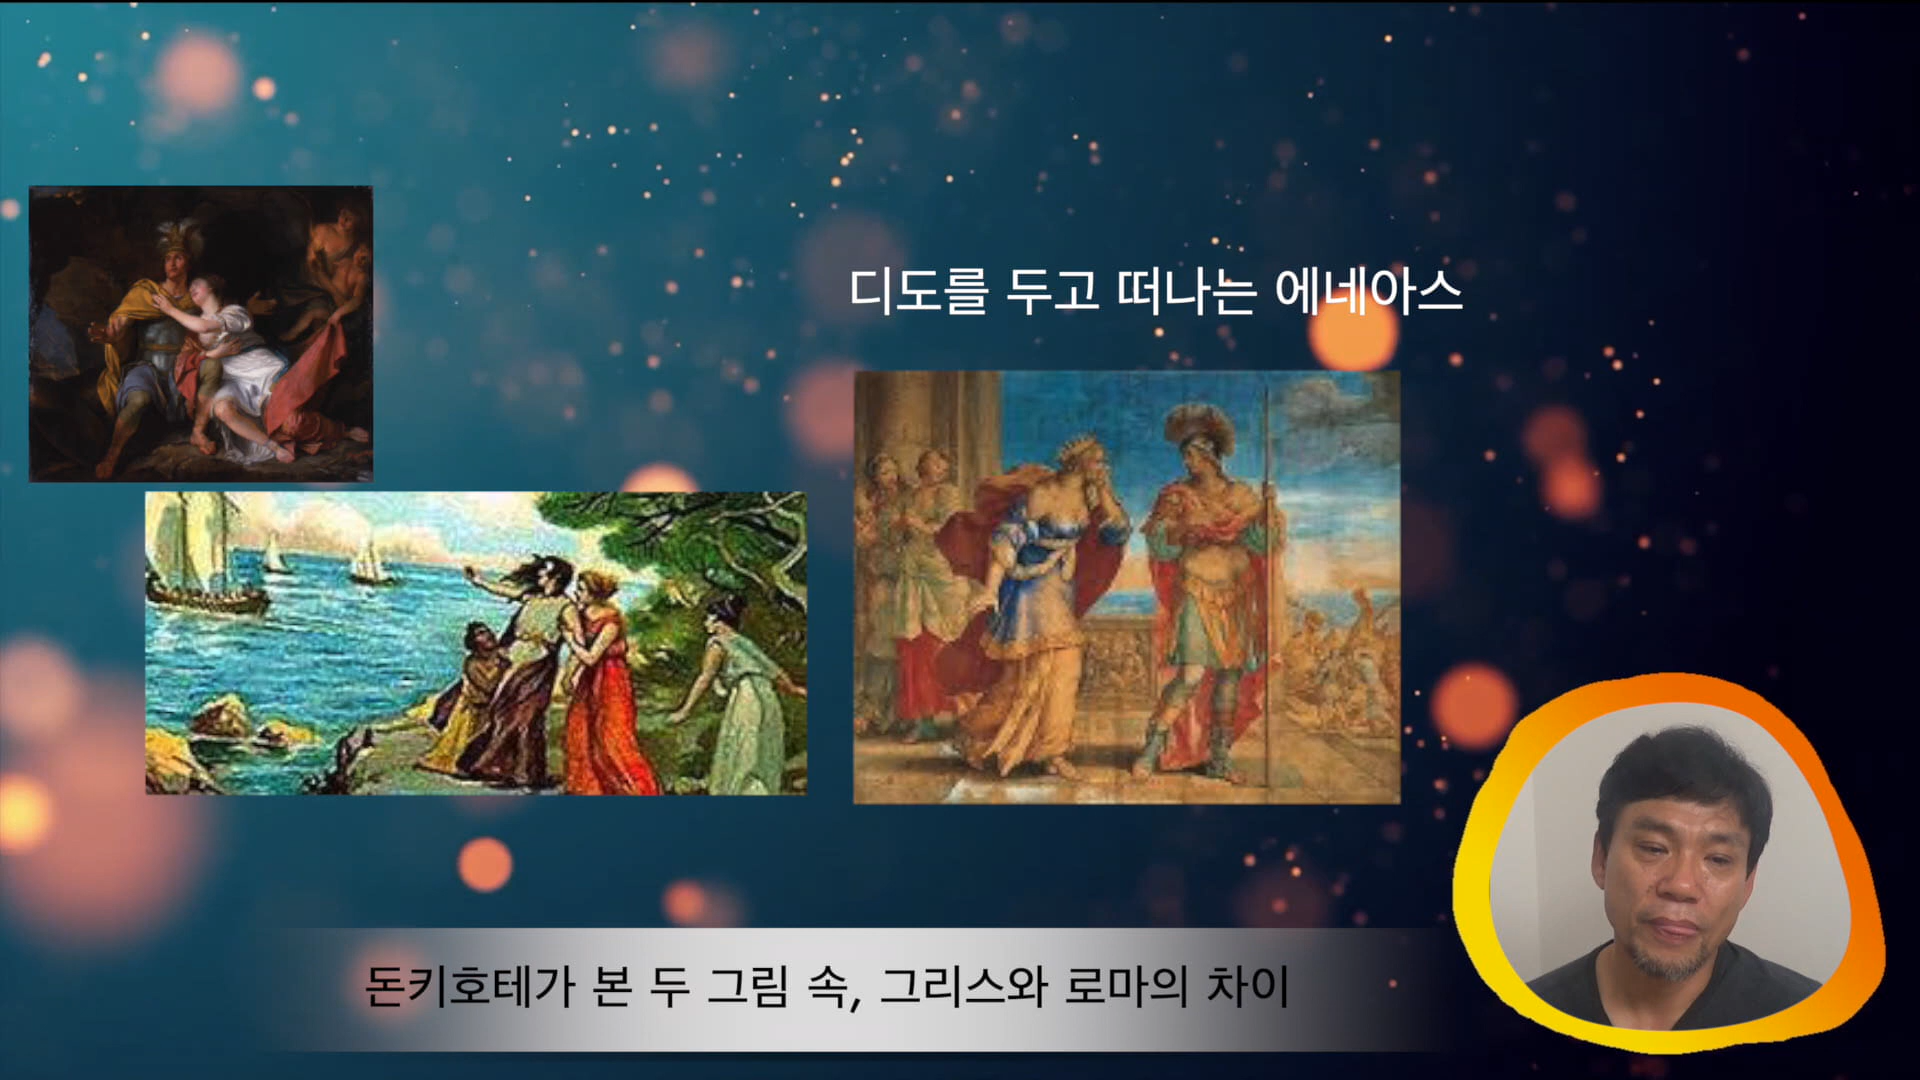 디도를 두고 떠나는 에네아스
돈키호테가 본 두 그림 속, 그리스와 로마의 차이